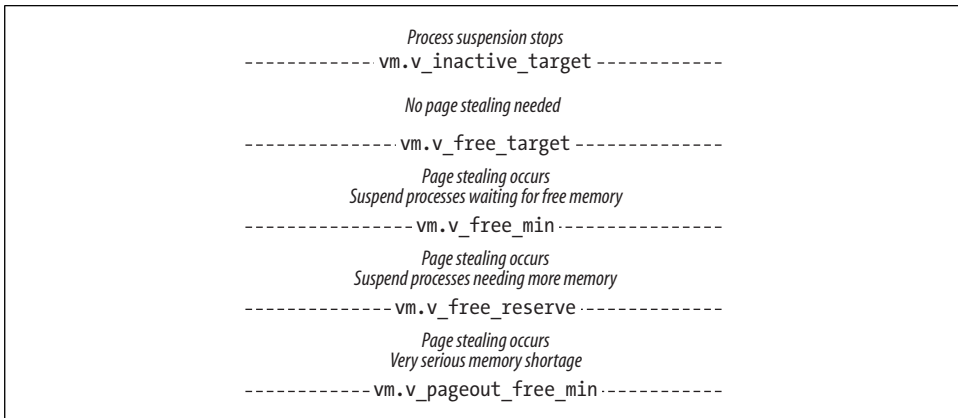 Process suspension stops
vm.v_inactive_target
No page stealing needed
vm.v_free_target
Page stealing occurs
Suspend processes waiting for free memory
vm.v_free_min
Page stealing occurs
Suspend processes needing more memory
vm.v_free_reserve
Page stealing occurs
Very serious memory shortage
vm.v_pageout_free_min